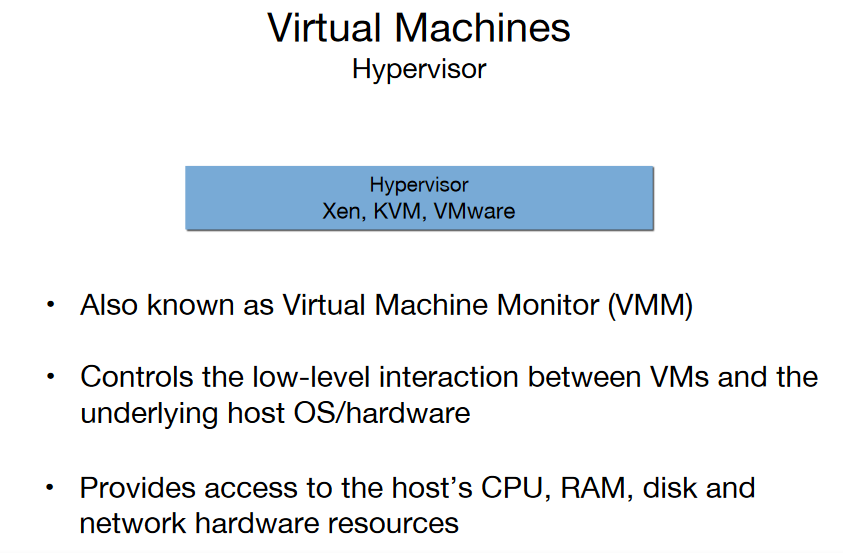 Virtual Machines
Hypervisor
Hypervisor
Xen, KVM, VMware
• Also known as Virtual Machine Monitor (VMM)
• Controls the low-level interaction between VMs and the
underlying host OS/hardware
• Provides access to the host’s CPU, RAM, disk and
network hardware resources